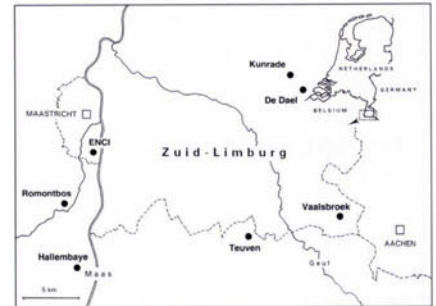 Kunrade
NETHERLANDS
De Dael
GERMANY
BELGIUM
MAASTRICHT
ENCI
Zuid-Limburg
Romontbos
Vaalsbroek
AACHEN
Teuven
Hallembaye
Maas
Geul
5 km